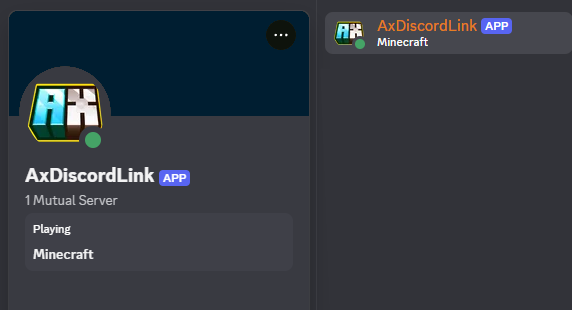 AX
AxDiscordLink APP
1 Mutual Server
Playing
Minecraft
AX
AxDiscordLink APP
Minecraft